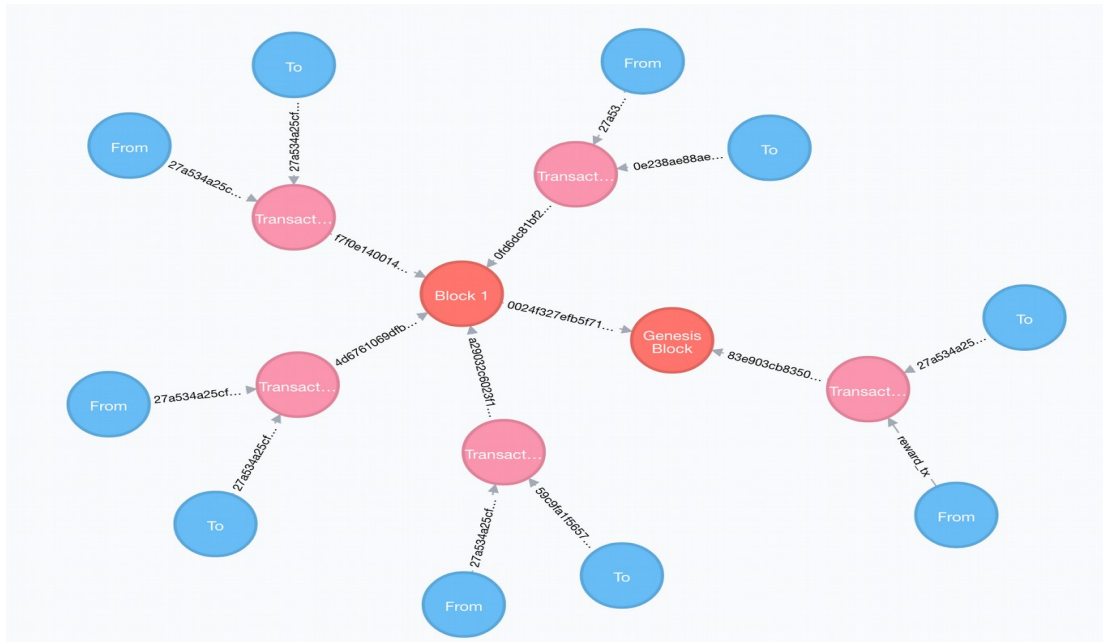 To
From
From
To
27a534a25cf...
27a534a25c...
27a53...
0e238ae88ae...
Transact...
Transact...
f7f0e140014...
0fd6dc81bf2...
Block 1
0024f327efb5f71...
Genesis
Block
To
27a534a25...
83e903cb8350...
Transact...
reward_tx
From
4d6761069dfb...
Transact...
From
27a534a25cf...
27a534a25cf...
To
a29032c6023f1...
Transact...
27a534a25cf...
59c9fa1f5657...
From
To